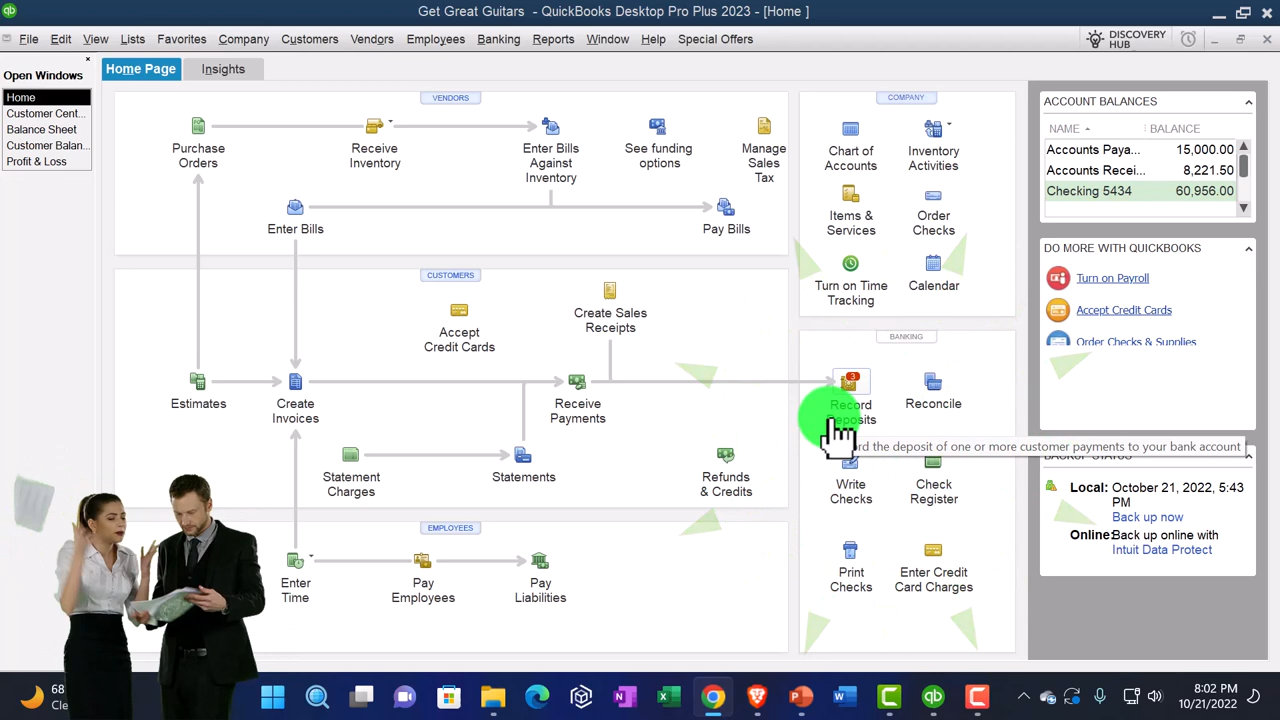 Get Great Guitars - QuickBooks Desktop Pro Plus 2023 - [Home ]
File Edit View Lists Favorites Company Customers Vendors Employees Banking Reports Window Help Special Offers
DISCOVERY
HUB
Open Windows
Home
Customer Cent...
Balance Sheet
Customer Balan...
Profit & Loss
Home Page
Insights
VENDORS
Purchase
Orders
Receive
Inventory
Enter Bills
Against
Inventory
See funding
options
Manage
Sales
Tax
Enter Bills
Pay Bills
CUSTOMERS
Accept
Credit Cards
Create Sales
Receipts
Estimates
Create
Invoices
Receive
Payments
Statement
Charges
Statements
Refunds
& Credits
EMPLOYEES
Enter
Time
Pay
Employees
Pay
Liabilities
COMPANY
Chart of
Accounts
Inventory
Activities
Items &
Services
Order
Checks
Turn on Time
Tracking
Calendar
BANKING
3
Record
Deposits
Reconcile
the deposit of one or more customer payments to your bank account
Write
Checks
Check
Register
Print
Checks
Enter Credit
Card Charges
ACCOUNT BALANCES
NAME BALANCE
Accounts Paya... 15,000.00
Accounts Recei... 8,221.50
Checking 5434 60,956.00
DO MORE WITH QUICKBOOKS
Turn on Payroll
Accept Credit Cards
Order Checks & Supplies
BACKUP STATUS
Local: October 21, 2022, 5:43
PM
Back up now
Online: Back up online with
Intuit Data Protect
68
8:02 PM
10/21/2022